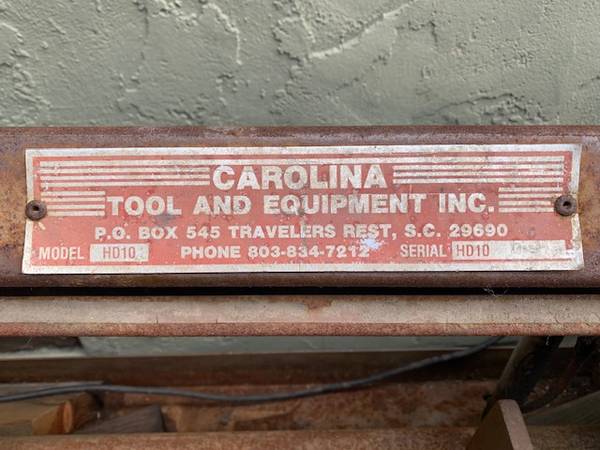 CAROLINA
TOOL AND EQUIPMENT INC.
P.O. BOX 545 TRAVELERS REST, S.C. 29690
MODEL HD10 PHONE 803-834-7212 SERIAL HD10